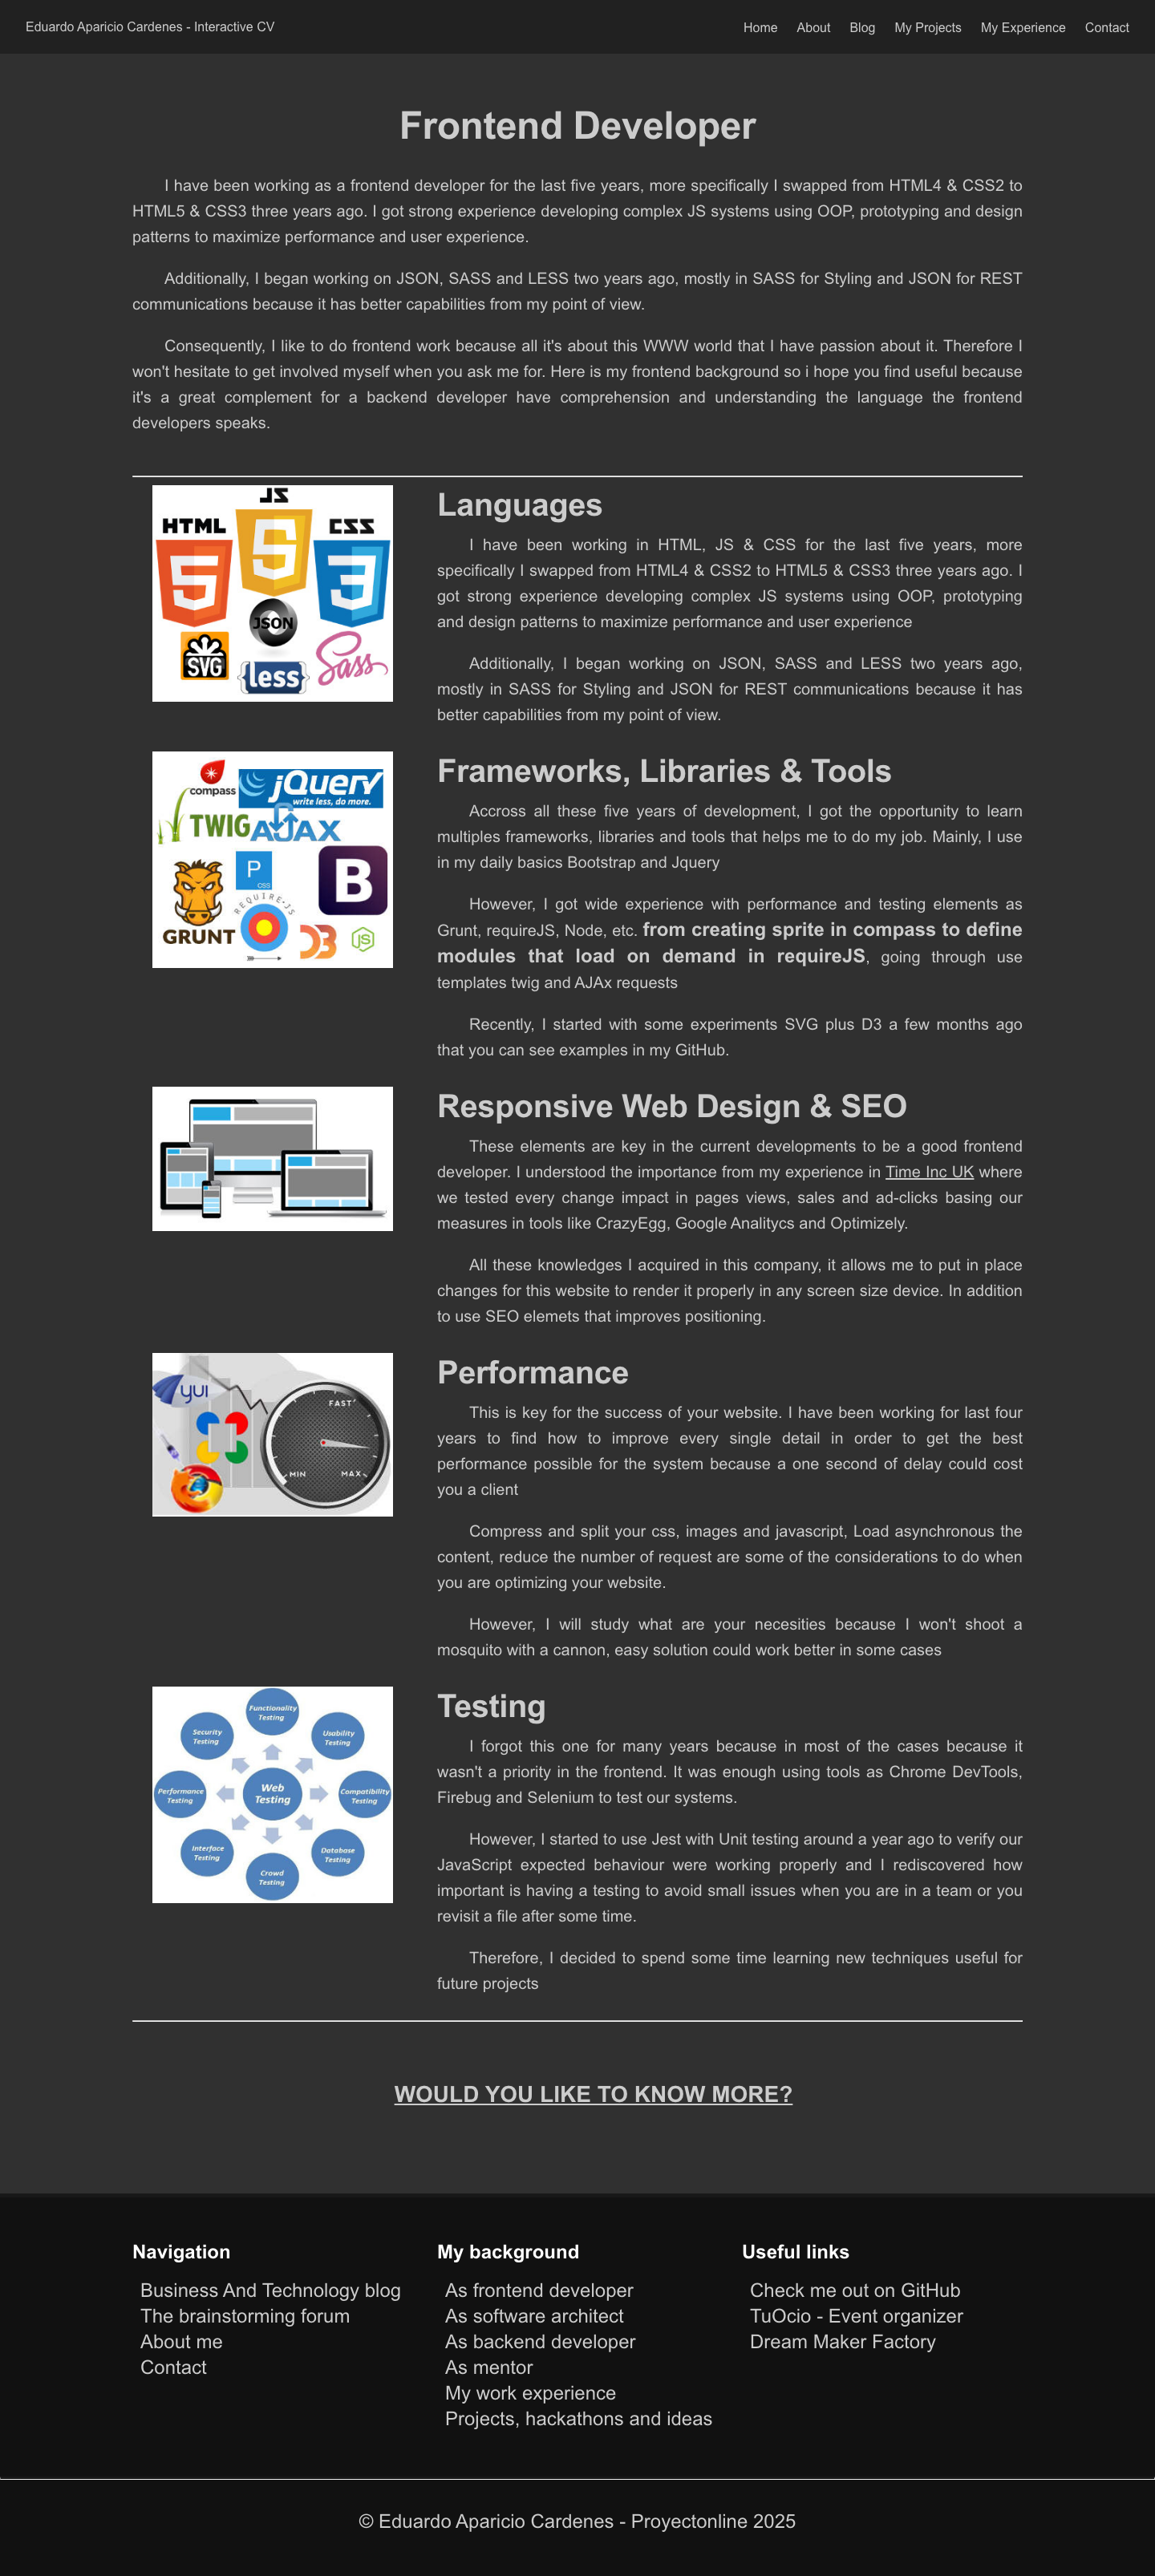 Eduardo Aparicio Cardenes - Interactive CV
Home About Blog My Projects My Experience Contact
Frontend Developer
I have been working as a frontend developer for the last five years, more specifically I swapped from HTML4 & CSS2 to
HTML5 & CSS3 three years ago. I got strong experience developing complex JS systems using OOP, prototyping and design
patterns to maximize performance and user experience.
Additionally, I began working on JSON, SASS and LESS two years ago, mostly in SASS for Styling and JSON for REST
communications because it has better capabilities from my point of view.
Consequently, I like to do frontend work because all it's about this WWW world that I have passion about it. Therefore I
won't hesitate to get involved myself when you ask me for. Here is my frontend background so i hope you find useful because
it's a great complement for a backend developer have comprehension and understanding the language the frontend
developers speaks.
JS
HTML
CSS
5
5
3
JSON
SVG
{less}
Sass
Languages
I have been working in HTML, JS & CSS for the last five years, more
specifically I swapped from HTML4 & CSS2 to HTML5 & CSS3 three years ago. I
got strong experience developing complex JS systems using OOP, prototyping
and design patterns to maximize performance and user experience
Additionally, I began working on JSON, SASS and LESS two years ago,
mostly in SASS for Styling and JSON for REST communications because it has
better capabilities from my point of view.
compass
jQuery
write less, do more.
TWIG
AJAX
P
CSS
B
GRUNT
REQUIRE.JS
D3
JS
Frameworks, Libraries & Tools
Accross all these five years of development, I got the opportunity to learn
multiples frameworks, libraries and tools that helps me to do my job. Mainly, I use
in my daily basics Bootstrap and Jquery
However, I got wide experience with performance and testing elements as
Grunt, requireJS, Node, etc. from creating sprite in compass to define
modules that load on demand in requireJS, going through use
templates twig and AJAx requests
Recently, I started with some experiments SVG plus D3 a few months ago
that you can see examples in my GitHub.
Responsive Web Design & SEO
These elements are key in the current developments to be a good frontend
developer. I understood the importance from my experience in Time Inc UK where
we tested every change impact in pages views, sales and ad-clicks basing our
measures in tools like CrazyEgg, Google Analitycs and Optimizely.
All these knowledges I acquired in this company, it allows me to put in place
changes for this website to render it properly in any screen size device. In addition
to use SEO elemets that improves positioning.
yui
FAST
MIN
MAX
Performance
This is key for the success of your website. I have been working for last four
years to find how to improve every single detail in order to get the best
performance possible for the system because a one second of delay could cost
you a client
Compress and split your css, images and javascript, Load asynchronous the
content, reduce the number of request are some of the considerations to do when
you are optimizing your website.
However, I will study what are your necesities because I won't shoot a
mosquito with a cannon, easy solution could work better in some cases
Functionality
Testing
Security
Testing
Usability
Testing
Performance
Testing
Web
Testing
Compatibility
Testing
Interface
Testing
Database
Testing
Crowd
Testing
Testing
I forgot this one for many years because in most of the cases because it
wasn't a priority in the frontend. It was enough using tools as Chrome DevTools,
Firebug and Selenium to test our systems.
However, I started to use Jest with Unit testing around a year ago to verify our
JavaScript expected behaviour were working properly and I rediscovered how
important is having a testing to avoid small issues when you are in a team or you
revisit a file after some time.
Therefore, I decided to spend some time learning new techniques useful for
future projects
WOULD YOU LIKE TO KNOW MORE?
Navigation
Business And Technology blog
The brainstorming forum
About me
Contact
My background
As frontend developer
As software architect
As backend developer
As mentor
My work experience
Projects, hackathons and ideas
Useful links
Check me out on GitHub
TuOcio - Event organizer
Dream Maker Factory
© Eduardo Aparicio Cardenes - Proyectonline 2025